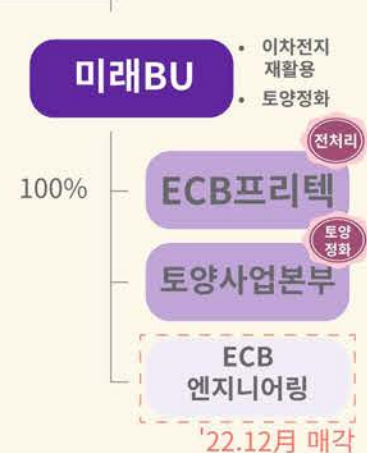 미래BU
• 이차전지
재활용
• 토양정화
전처리
100%
ECB프리텍
토양
정화
토양사업본부
ECB
엔지니어링
'22.12月 매각